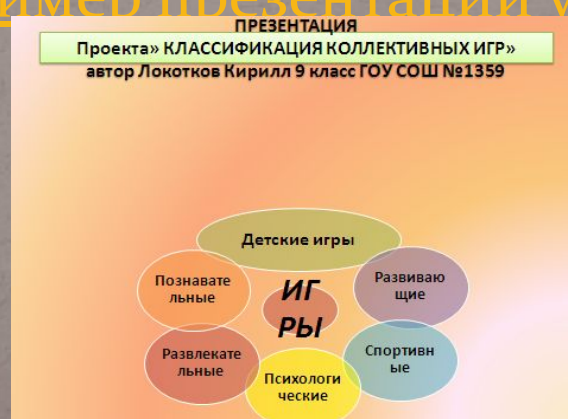 ПРЕЗЕНТАЦИЯ
Проекта» КЛАССИФИКАЦИЯ КОЛЛЕКТИВНЫХ ИГР»
автор Локотков Кирилл 9 класс ГОУ СОШ №1359
Детские игры
Познавате
льные
ИГ
РЫ
Развиваю
щие
Развлекате
льные
Спортивн
ые
Психологи
ческие